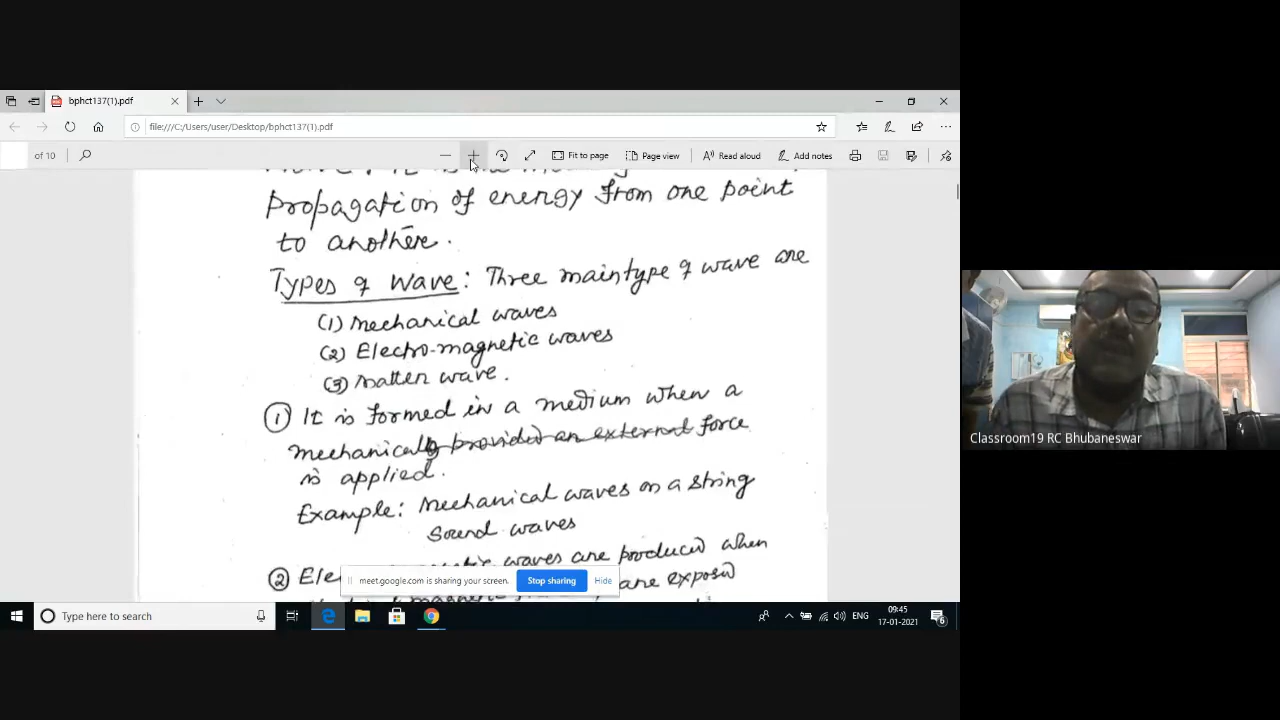 bphct137(1).pdf
file:///C:/Users/user/Desktop/bphct137(1).pdf
of 10
Fit to page
Page view
Read aloud
Add notes
propagation of energy from one point
to another.
Types of Wave: Three main type of wave are
(1) Mechanical waves
(2) Electro-magnetic waves
(3) Matter wave.
① It is formed in a medium when a
mechanically provided an external force
is applied.
Example: Mechanical waves on a string
Sound waves
② waves are produced when
are exposed
meet.google.com is sharing your screen.
Stop sharing
Hide
Type here to search
ENG
09:45
17-01-2021
6
Classroom19 RC Bhubaneswar